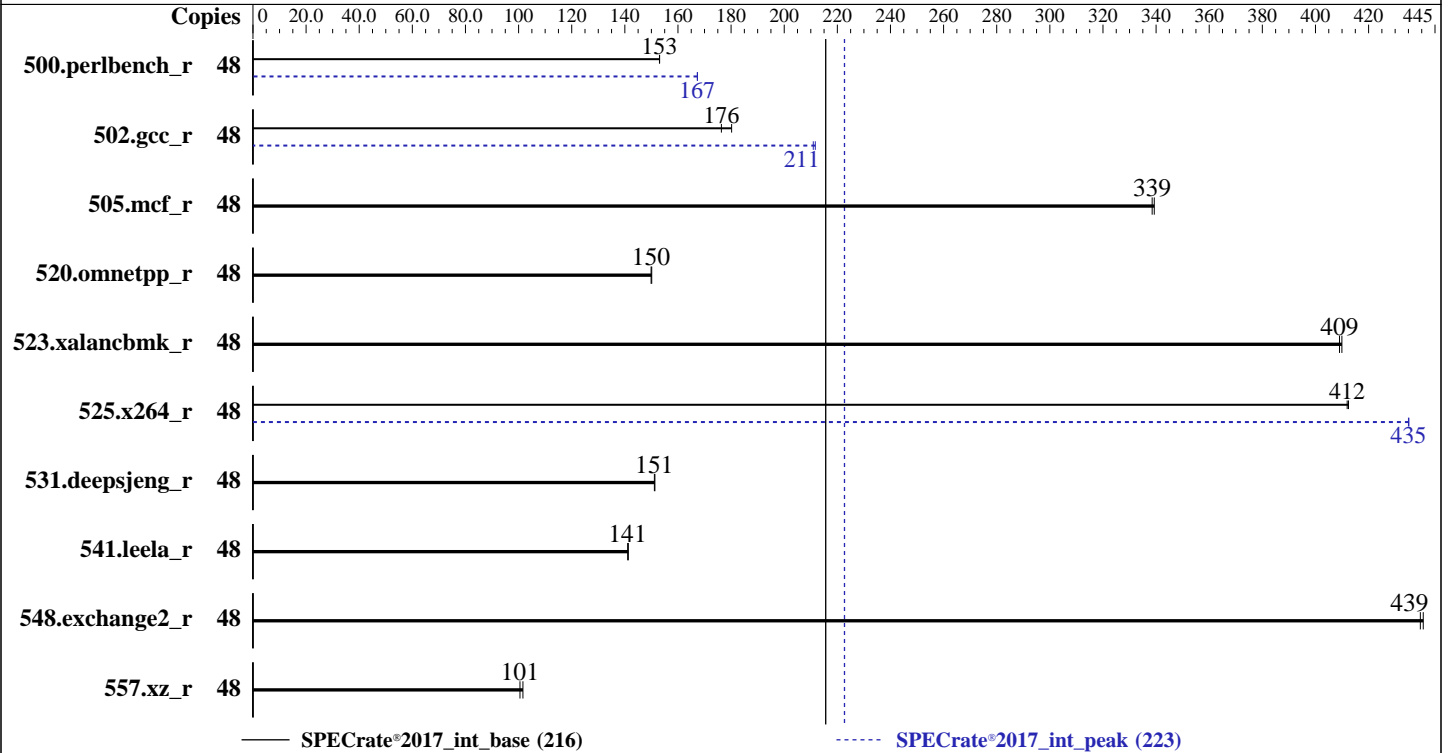 Copies 0 20.0 40.0 60.0 80.0 100 120 140 160 180 200 220 240 260 280 300 320 340 360 380 400 420 445
153
500.perlbench_r 48
167
176
502.gcc_r 48
211
339
505.mcf_r 48
150
520.omnetpp_r 48
409
523.xalancbmk_r 48
412
525.x264_r 48
435
151
531.deepsjeng_r 48
141
541.leela_r 48
439
548.exchange2_r 48
101
557.xz_r 48
SPECrate®2017_int_base (216) SPECrate®2017_int_peak (223)